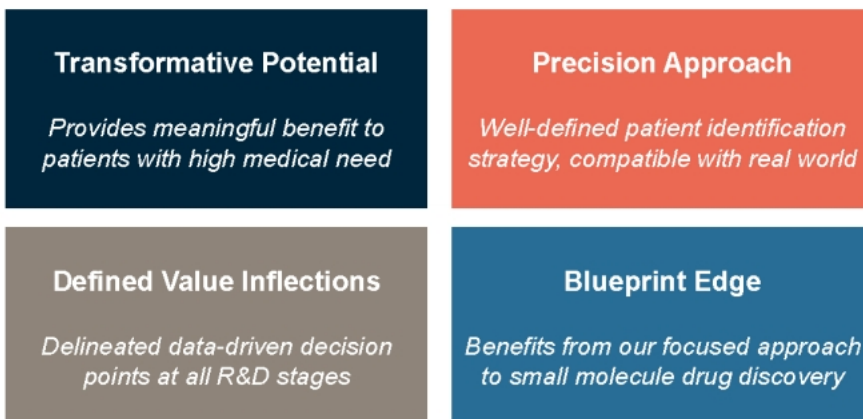 Transformative Potential
Provides meaningful benefit to
patients with high medical need
Precision Approach
Well-defined patient identification
strategy, compatible with real world
Defined Value Inflections
Delineated data-driven decision
points at all R&D stages
Blueprint Edge
Benefits from our focused approach
to small molecule drug discovery